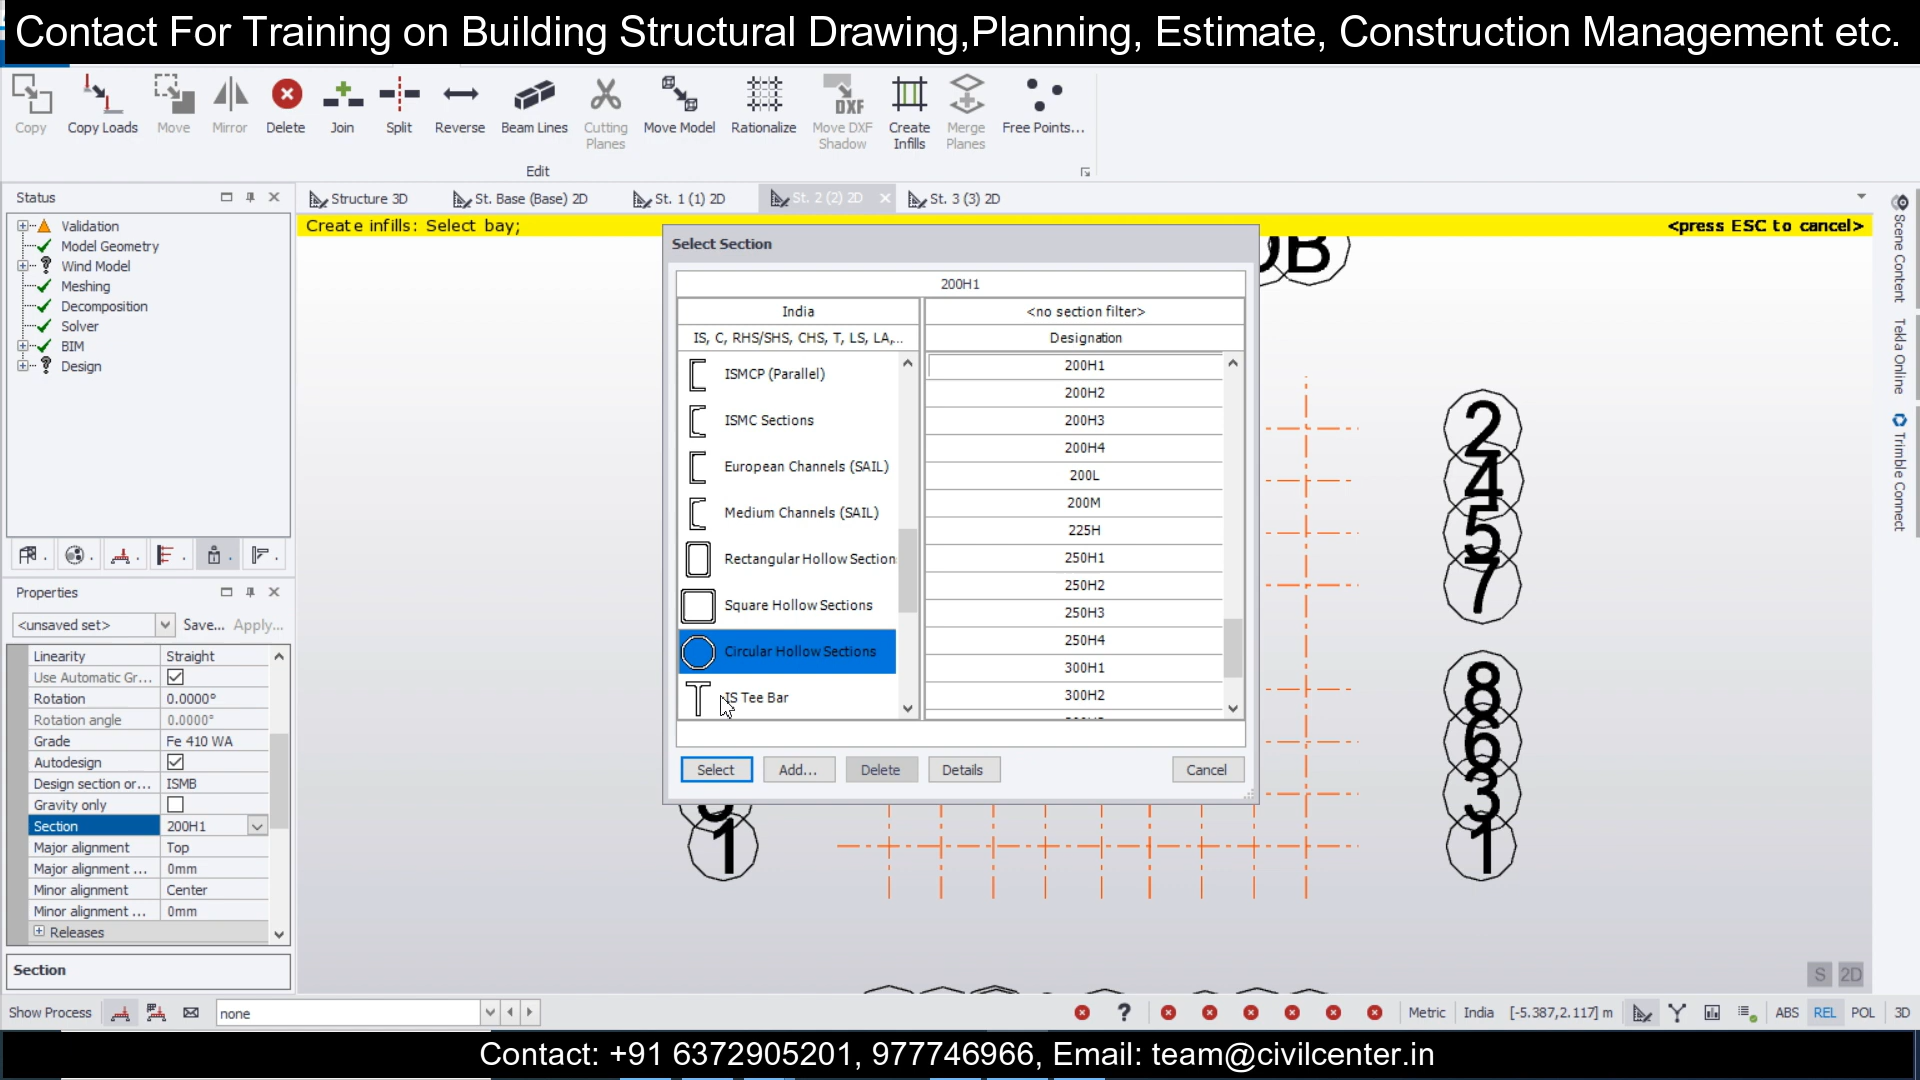 Contact For Training on Building Structural Drawing,Planning, Estimate, Construction Management etc.
Copy
Copy Loads
Move
Mirror
Delete
Join
Split
Reverse
Beam Lines
Cutting Planes
Move Model
Rationalize
Move DXF Shadow
Create Infills
Merge Planes
Free Points...
Edit
Status
Structure 3D
St. Base (Base) 2D
St. 1 (1) 2D
St. 2 (2) 2D
St. 3 (3) 2D
Create infills: Select bay;
<press ESC to cancel>
Validation
Model Geometry
Wind Model
Meshing
Decomposition
Solver
BIM
Design
Properties
<unsaved set>
Save...
Apply...
Linearity Straight
Use Automatic Gr...
Rotation 0.0000°
Rotation angle 0.0000°
Grade Fe 410 WA
Autodesign
Design section or... ISMB
Gravity only
Section 200H1
Major alignment Top
Major alignment ... 0mm
Minor alignment Center
Minor alignment ... 0mm
Releases
Section
Select Section
200H1
India
<no section filter>
IS, C, RHS/SHS, CHS, T, LS, LA,...
Designation
ISMCP (Parallel)
ISMC Sections
European Channels (SAIL)
Medium Channels (SAIL)
Rectangular Hollow Section
Square Hollow Sections
Circular Hollow Sections
IS Tee Bar
200H1
200H2
200H3
200H4
200L
200M
225H
250H1
250H2
250H3
250H4
300H1
300H2
Select
Add...
Delete
Details
Cancel
B
2
4
5
7
8
6
3
1
1
Scene Content
Tekla Online
Trimble Connect
S
2D
Show Process
none
Metric
India
[-5.387,2.117] m
ABS
REL
POL
3D
Contact: +91 6372905201, 977746966, Email: team@civilcenter.in